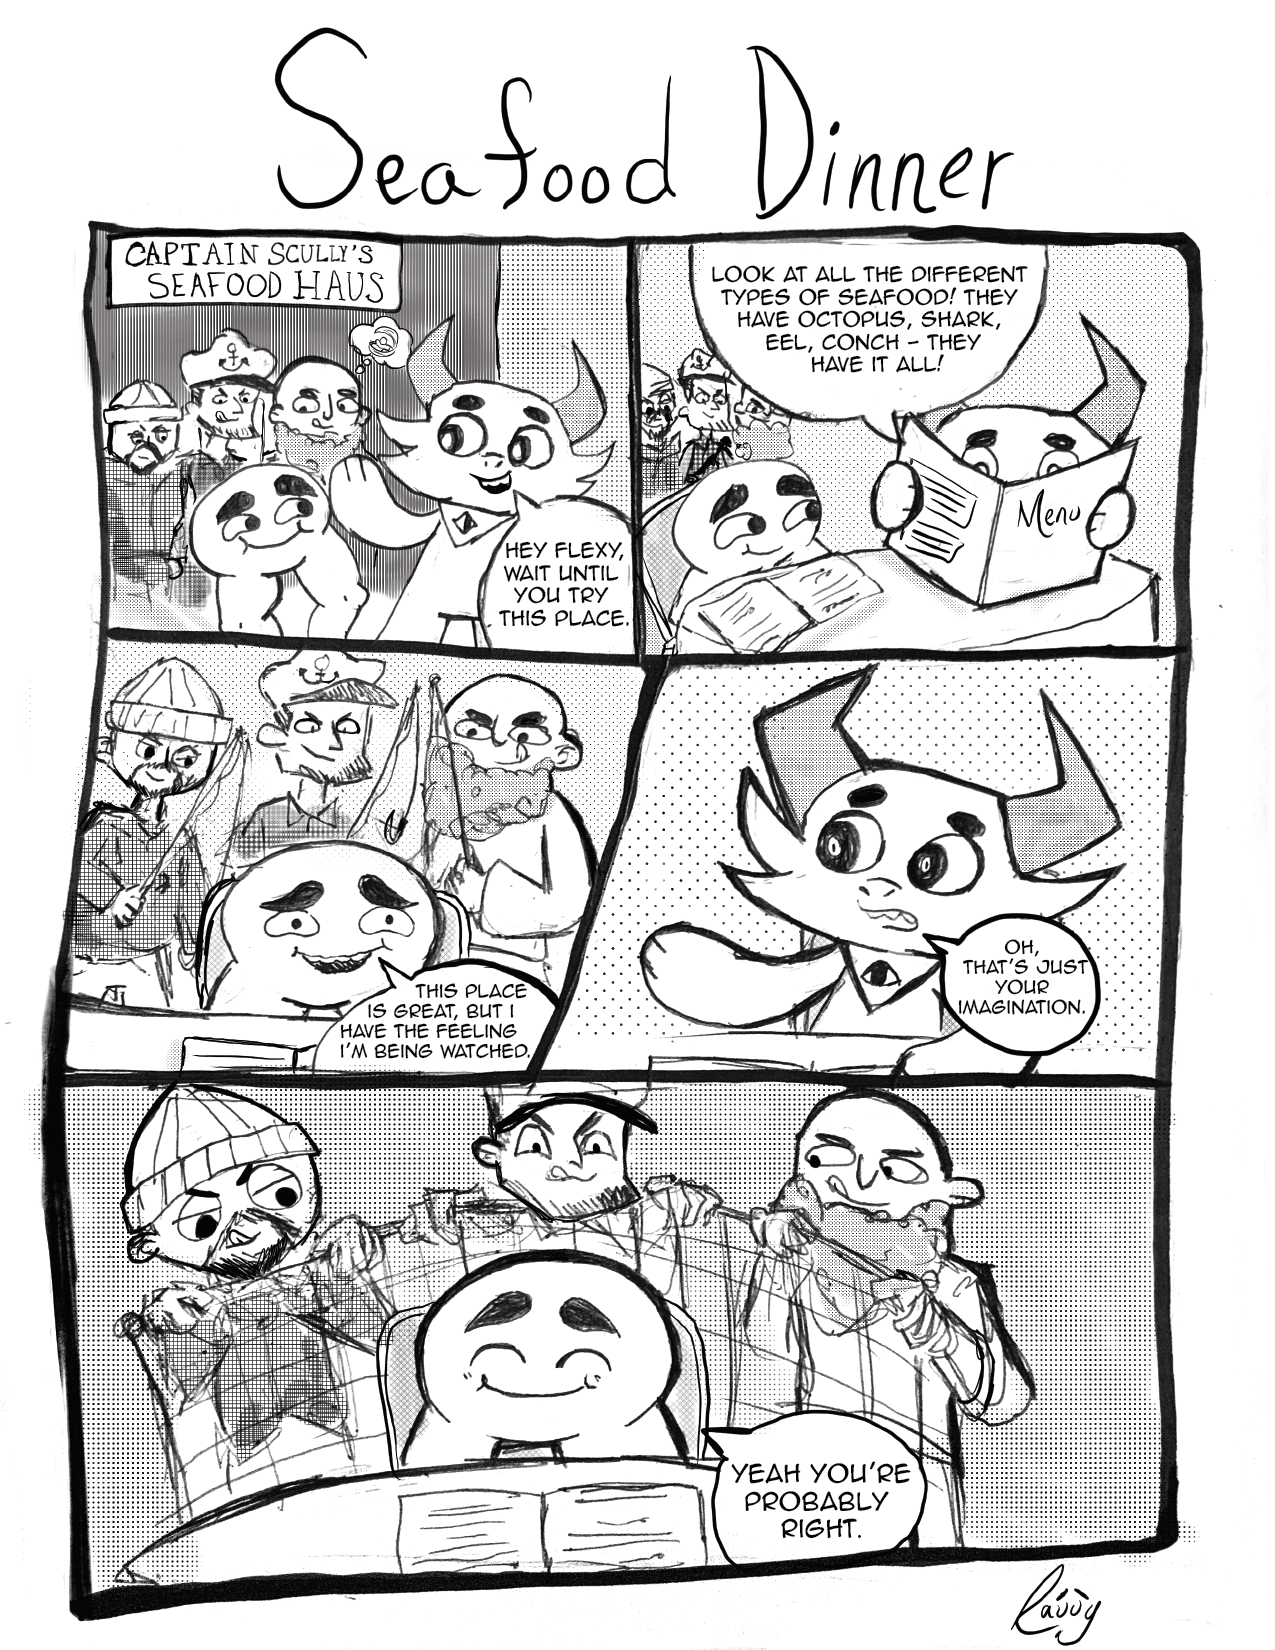 Seafood Dinner
CAPTAIN SCULLY'S
SEAFOOD HAUS
HEY FLEXY,
WAIT UNTIL
YOU TRY
THIS PLACE.
LOOK AT ALL THE DIFFERENT
TYPES OF SEAFOOD! THEY
HAVE OCTOPUS, SHARK,
EEL, CONCH – THEY
HAVE IT ALL!
Menu
THIS PLACE
IS GREAT, BUT I
HAVE THE FEELING
I'M BEING WATCHED.
OH,
THAT'S JUST
YOUR
IMAGINATION.
YEAH YOU'RE
PROBABLY
RIGHT.